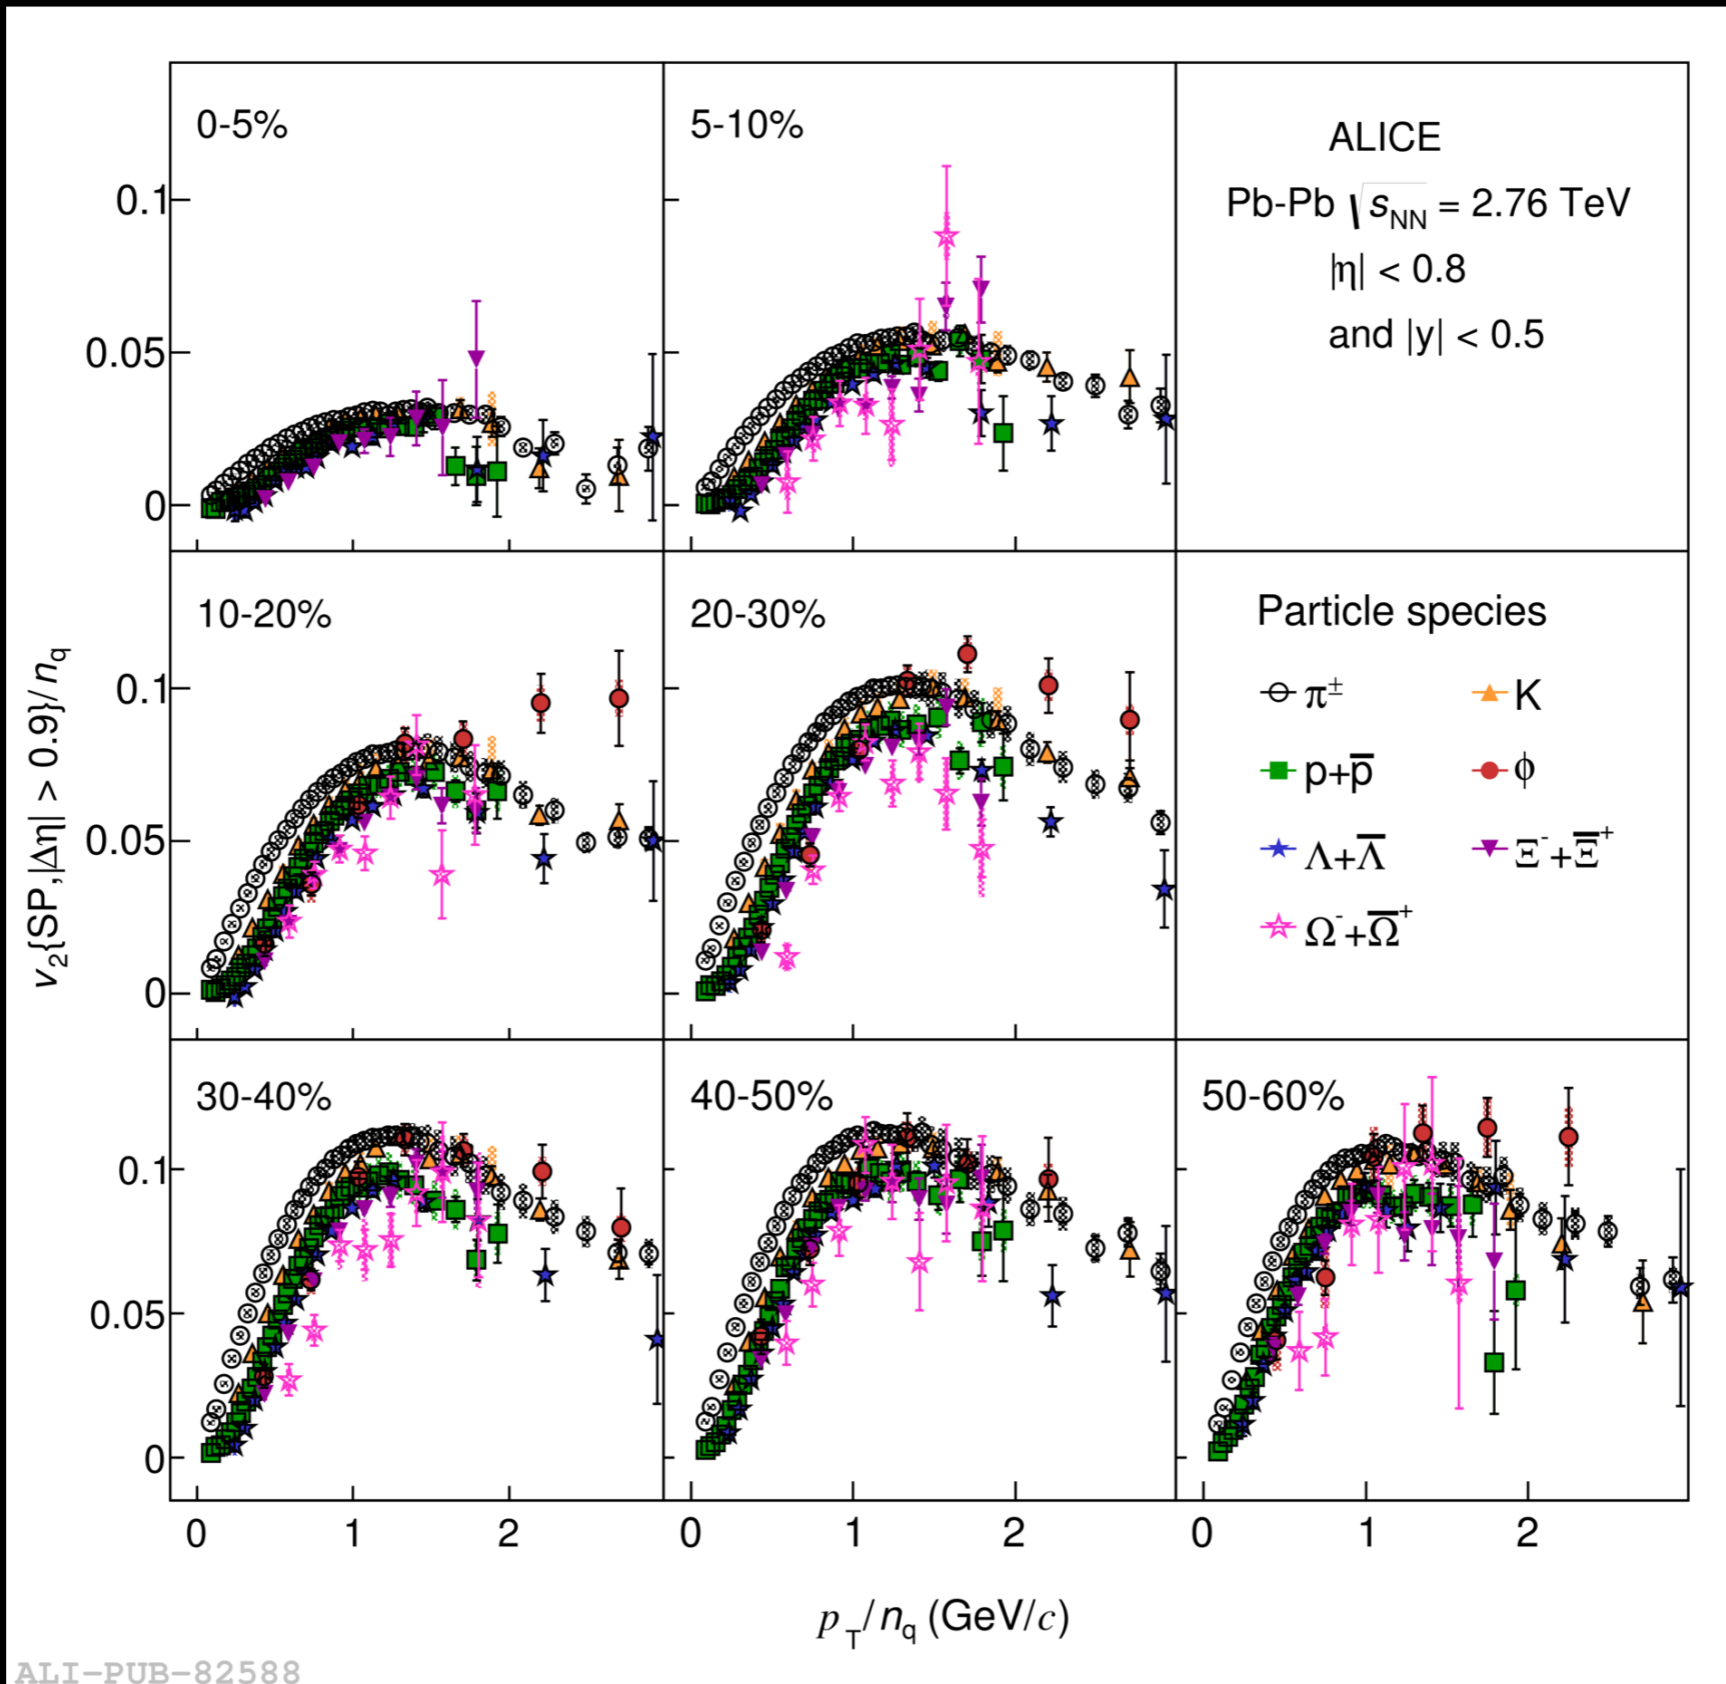 0-5%
5-10%
ALICE
Pb-Pb √sNN = 2.76 TeV
|η| < 0.8
and |y| < 0.5
0.1
0.05
0
10-20%
20-30%
Particle species
π±
K
p+p̅
ϕ
Λ+Λ̅
Ξ⁻+Ξ̅⁺
Ω⁻+Ω̅⁺
0.1
0.05
0
v2{SP,|Δη| > 0.9}/nq
30-40%
40-50%
50-60%
0.1
0.05
0
0 1 2 0 1 2 0 1 2
pT/nq (GeV/c)
ALI-PUB-82588